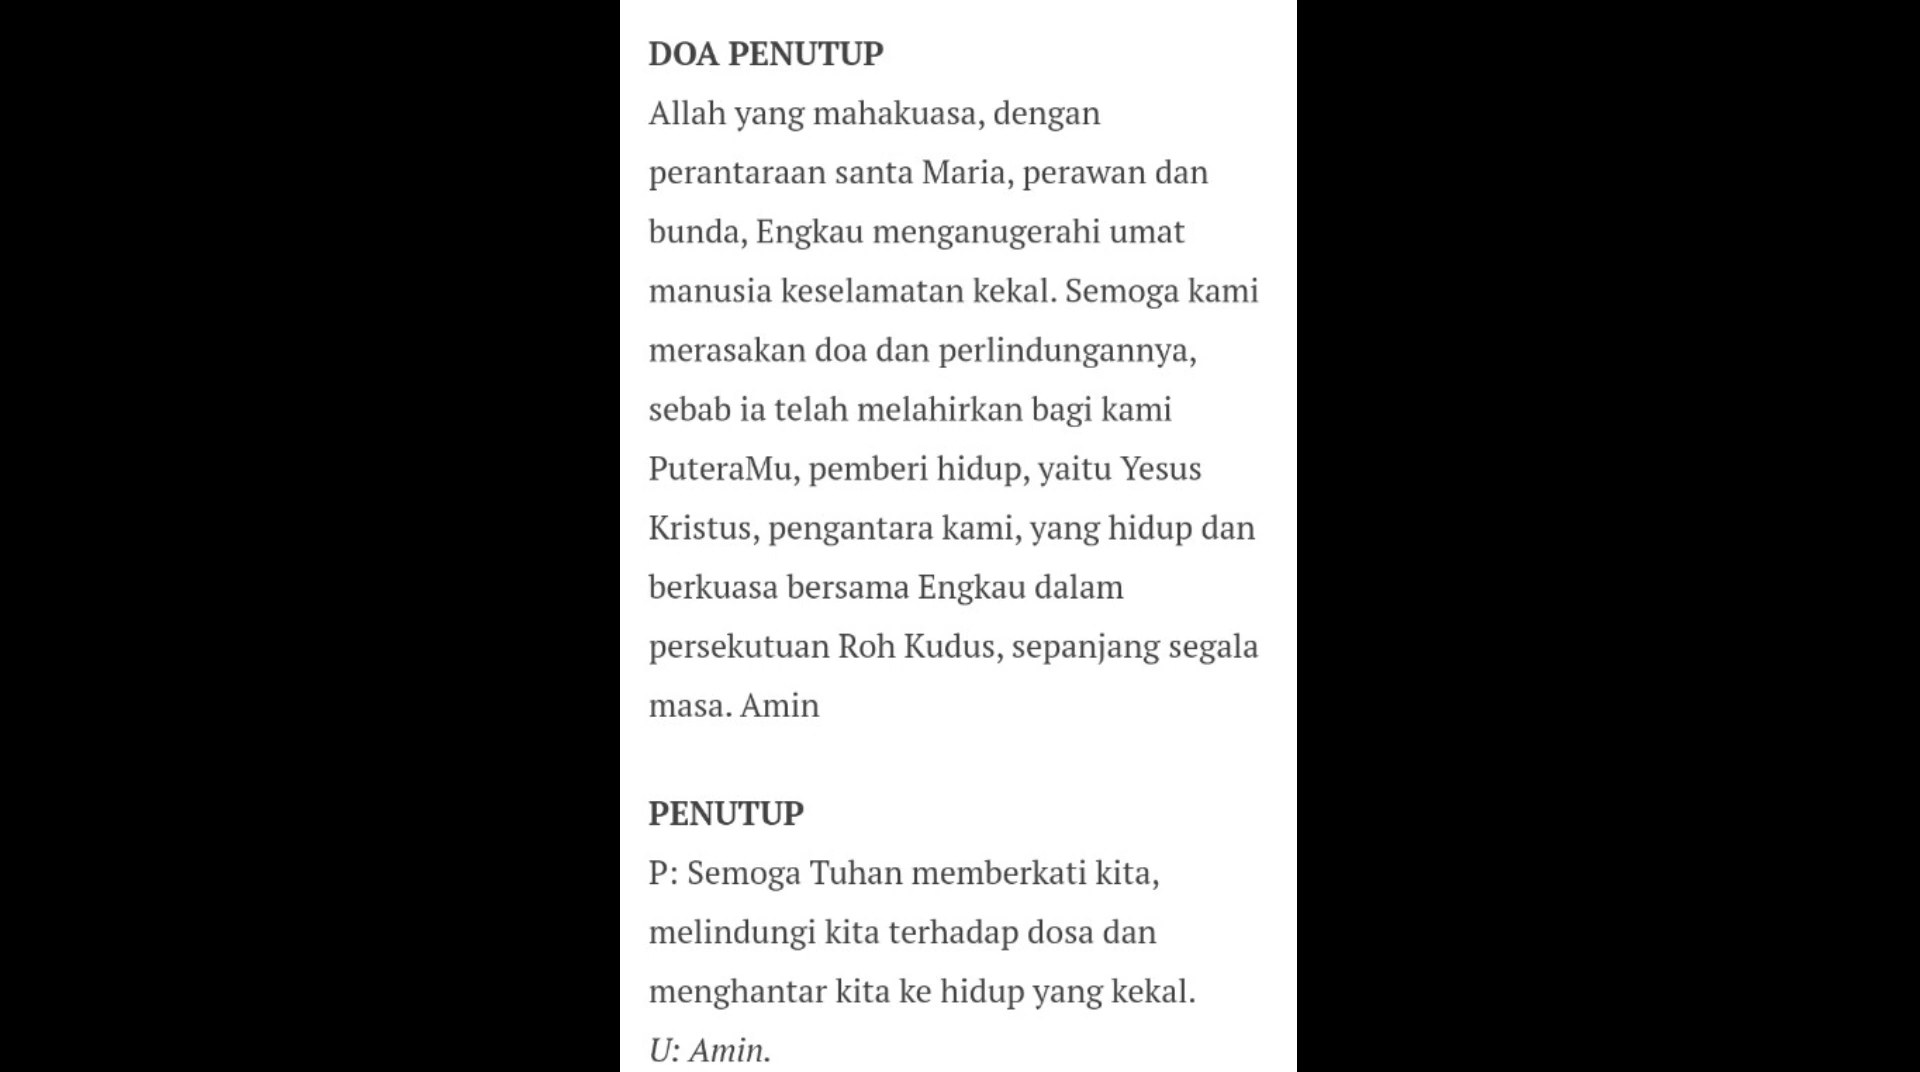 DOA PENUTUP
Allah yang mahakuasa, dengan
perantaraan santa Maria, perawan dan
bunda, Engkau menganugerahi umat
manusia keselamatan kekal. Semoga kami
merasakan doa dan perlindungannya,
sebab ia telah melahirkan bagi kami
PuteraMu, pemberi hidup, yaitu Yesus
Kristus, pengantara kami, yang hidup dan
berkuasa bersama Engkau dalam
persekutuan Roh Kudus, sepanjang segala
masa. Amin
PENUTUP
P: Semoga Tuhan memberkati kita,
melindungi kita terhadap dosa dan
menghantar kita ke hidup yang kekal.
U: Amin.